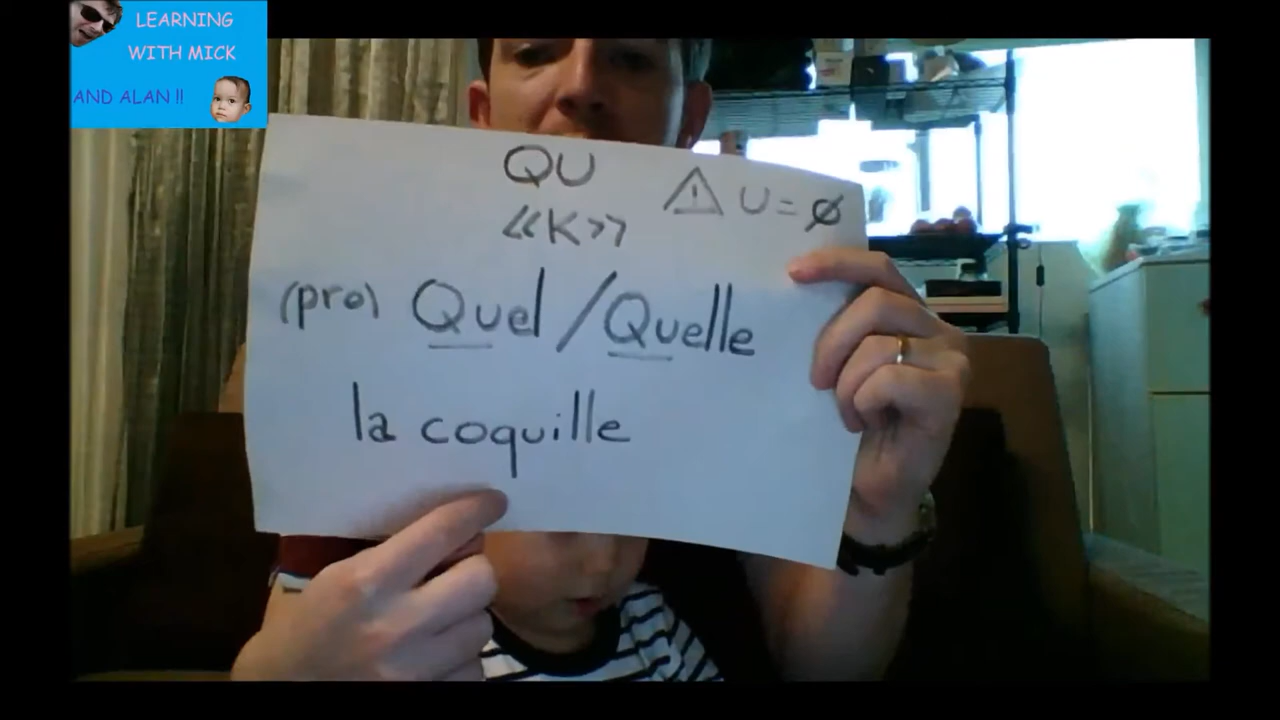 LEARNING
WITH MICK
AND ALAN !!
QU
<<K>>
⚠ U=Ø
(pro) Quel / Quelle
la coquille